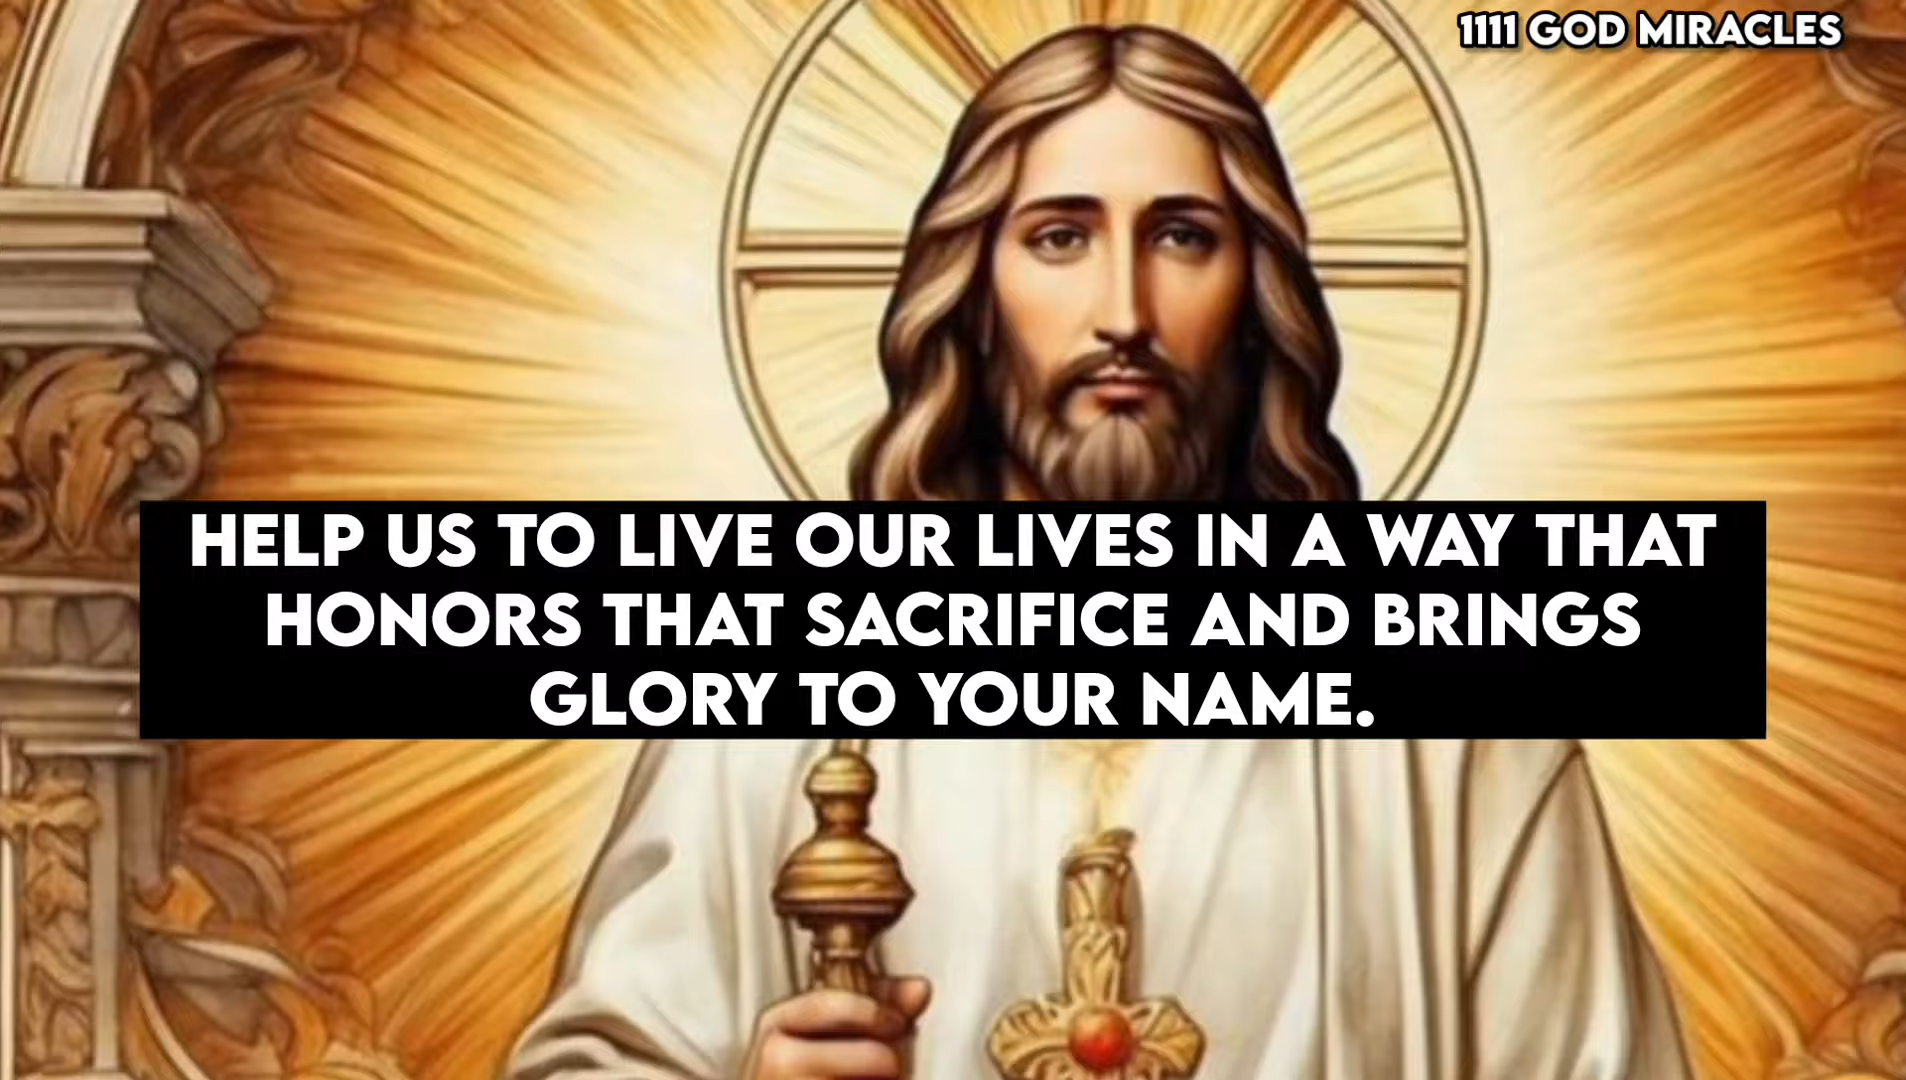 1111 GOD MIRACLES
HELP US TO LIVE OUR LIVES IN A WAY THAT
HONORS THAT SACRIFICE AND BRINGS
GLORY TO YOUR NAME.